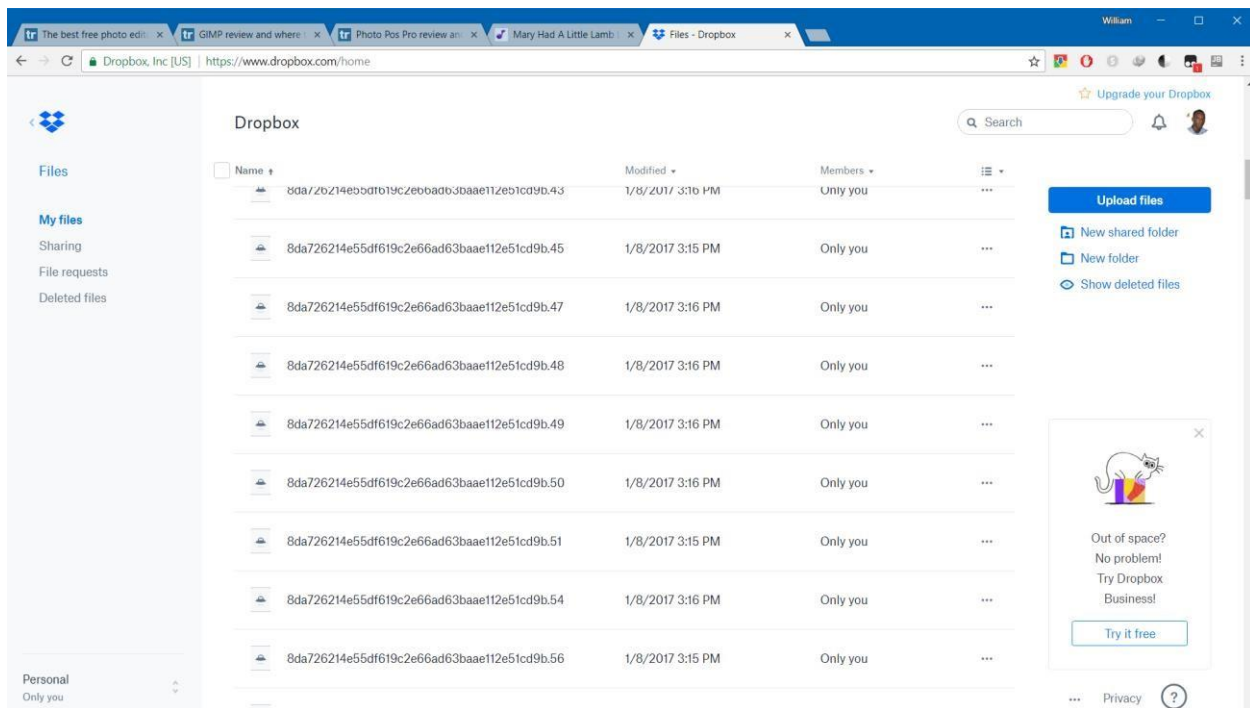 William
The best free photo edit
GIMP review and where t
Photo Pos Pro review and
Mary Had A Little Lamb
Files - Dropbox
Dropbox, Inc [US] | https://www.dropbox.com/home
Upgrade your Dropbox
Dropbox
Search
Files
Name Modified Members
8da726214e55df619c2e66ad63baae112e51cd9b.43 1/8/2017 3:16 PM Only you ...
Upload files
My files
Sharing
File requests
Deleted files
8da726214e55df619c2e66ad63baae112e51cd9b.45 1/8/2017 3:15 PM Only you ...
New shared folder
New folder
Show deleted files
8da726214e55df619c2e66ad63baae112e51cd9b.47 1/8/2017 3:16 PM Only you ...
8da726214e55df619c2e66ad63baae112e51cd9b.48 1/8/2017 3:16 PM Only you ...
8da726214e55df619c2e66ad63baae112e51cd9b.49 1/8/2017 3:16 PM Only you ...
8da726214e55df619c2e66ad63baae112e51cd9b.50 1/8/2017 3:16 PM Only you ...
8da726214e55df619c2e66ad63baae112e51cd9b.51 1/8/2017 3:15 PM Only you ...
8da726214e55df619c2e66ad63baae112e51cd9b.54 1/8/2017 3:16 PM Only you ...
8da726214e55df619c2e66ad63baae112e51cd9b.56 1/8/2017 3:15 PM Only you ...
Out of space?
No problem!
Try Dropbox
Business!
Try it free
Personal
Only you
... Privacy ?